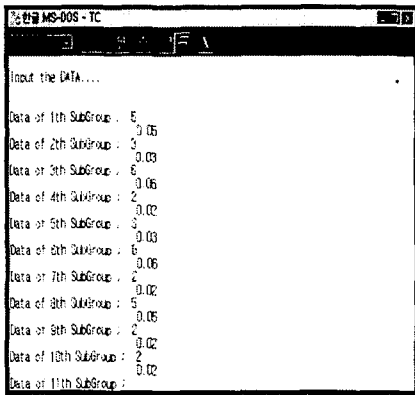 한글 MS-DOS - TC
Input the DATA....
Data of 1th SubGroup : 5
0.05
Data of 2th SubGroup : 3
0.03
Data of 3th SubGroup : 6
0.06
Data of 4th SubGroup : 2
0.02
Data of 5th SubGroup : 3
0.03
Data of 6th SubGroup : 6
0.06
Data of 7th SubGroup : 2
0.02
Data of 8th SubGroup : 5
0.05
Data of 9th SubGroup : 2
0.02
Data of 10th SubGroup : 2
0.02
Data of 11th SubGroup :